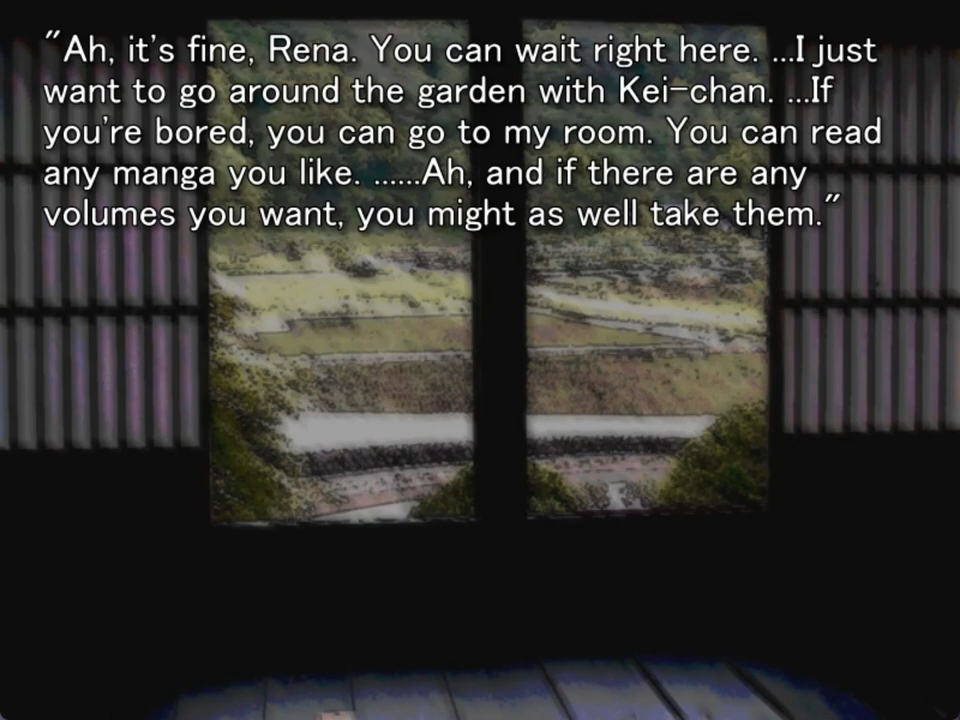 "Ah, it's fine, Rena. You can wait right here. ...I just
want to go around the garden with Kei-chan. ...If
you're bored, you can go to my room. You can read
any manga you like. ......Ah, and if there are any
volumes you want, you might as well take them."